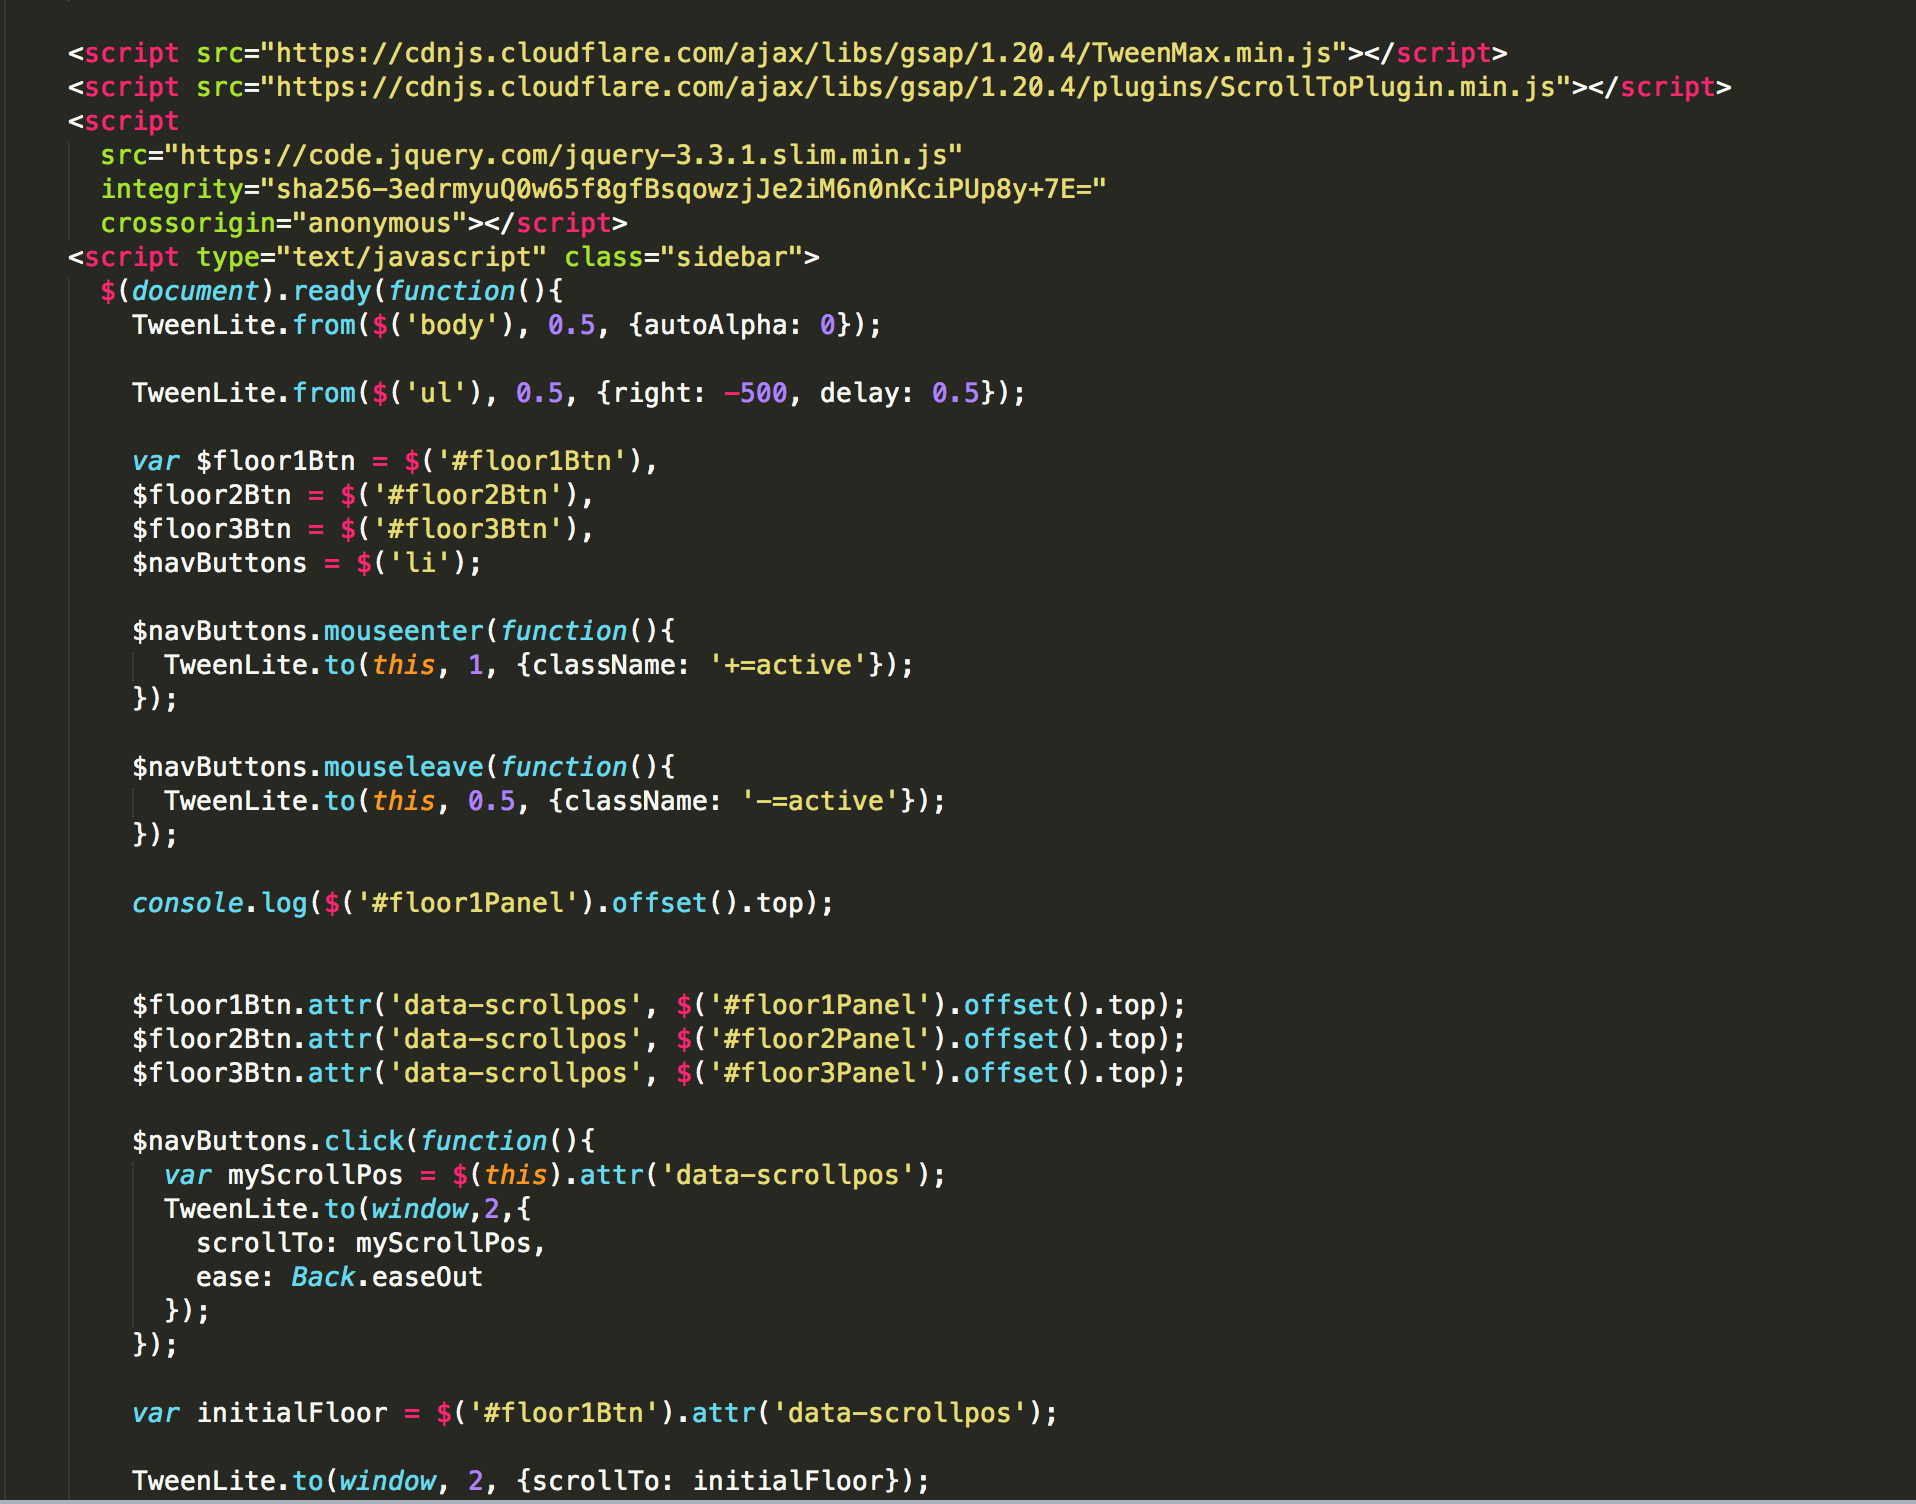 <script src="https://cdnjs.cloudflare.com/ajax/libs/gsap/1.20.4/TweenMax.min.js"></script>
<script src="https://cdnjs.cloudflare.com/ajax/libs/gsap/1.20.4/plugins/ScrollToPlugin.min.js"></script>
<script
  src="https://code.jquery.com/jquery-3.3.1.slim.min.js"
  integrity="sha256-3edrmyuQ0w65f8gfBsqowzjJe2iM6n0nKciPUp8y+7E="
  crossorigin="anonymous"></script>
<script type="text/javascript" class="sidebar">
  $(document).ready(function(){
    TweenLite.from($('body'), 0.5, {autoAlpha: 0});

    TweenLite.from($('ul'), 0.5, {right: -500, delay: 0.5});

    var $floor1Btn = $('#floor1Btn'),
    $floor2Btn = $('#floor2Btn'),
    $floor3Btn = $('#floor3Btn'),
    $navButtons = $('li');

    $navButtons.mouseenter(function(){
      TweenLite.to(this, 1, {className: '+=active'});
    });

    $navButtons.mouseleave(function(){
      TweenLite.to(this, 0.5, {className: '-=active'});
    });

    console.log($('#floor1Panel').offset().top);


    $floor1Btn.attr('data-scrollpos', $('#floor1Panel').offset().top);
    $floor2Btn.attr('data-scrollpos', $('#floor2Panel').offset().top);
    $floor3Btn.attr('data-scrollpos', $('#floor3Panel').offset().top);

    $navButtons.click(function(){
      var myScrollPos = $(this).attr('data-scrollpos');
      TweenLite.to(window,2,{
        scrollTo: myScrollPos,
        ease: Back.easeOut
      });
    });

    var initialFloor = $('#floor1Btn').attr('data-scrollpos');

    TweenLite.to(window, 2, {scrollTo: initialFloor});